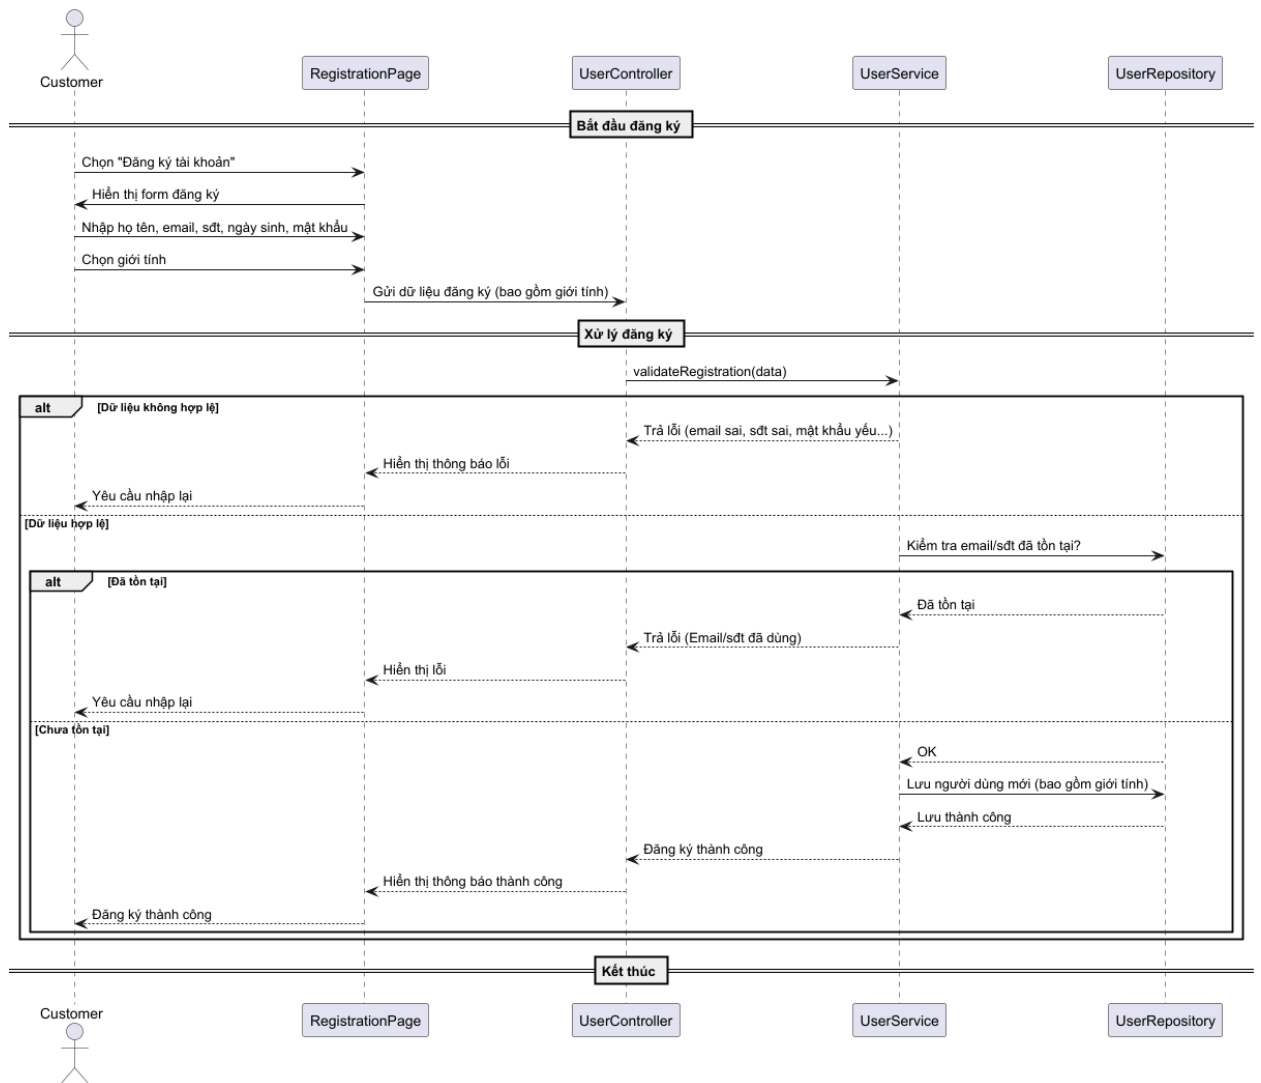 Customer
RegistrationPage
UserController
UserService
UserRepository
Bắt đầu đăng ký
Chọn "Đăng ký tài khoản"
Hiển thị form đăng ký
Nhập họ tên, email, sđt, ngày sinh, mật khẩu
Chọn giới tính
Gửi dữ liệu đăng ký (bao gồm giới tính)
Xử lý đăng ký
validateRegistration(data)
alt
[Dữ liệu không hợp lệ]
Trả lỗi (email sai, sđt sai, mật khẩu yếu...)
Hiển thị thông báo lỗi
Yêu cầu nhập lại
[Dữ liệu hợp lệ]
Kiểm tra email/sđt đã tồn tại?
alt
[Đã tồn tại]
Đã tồn tại
Trả lỗi (Email/sđt đã dùng)
Hiển thị lỗi
Yêu cầu nhập lại
[Chưa tồn tại]
OK
Lưu người dùng mới (bao gồm giới tính)
Lưu thành công
Đăng ký thành công
Hiển thị thông báo thành công
Đăng ký thành công
Kết thúc
Customer
RegistrationPage
UserController
UserService
UserRepository